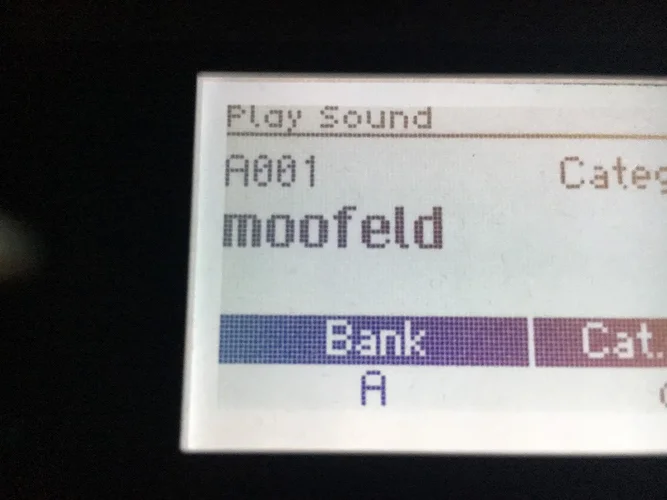 Play Sound
A001 Categ
moofeld
Bank Cat.
A